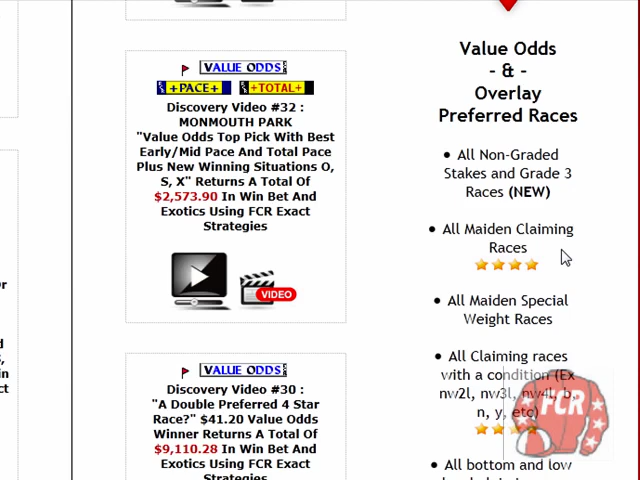 VALUE ODDS
+PACE+ +TOTAL+
Discovery Video #32 :
MONMOUTH PARK
"Value Odds Top Pick With Best
Early/Mid Pace And Total Pace
Plus New Winning Situations O,
S, X" Returns A Total Of
$2,573.90 In Win Bet And
Exotics Using FCR Exact
Strategies
VIDEO
VALUE ODDS
Discovery Video #30 :
"A Double Preferred 4 Star
Race?" $41.20 Value Odds
Winner Returns A Total Of
$9,110.28 In Win Bet And
Exotics Using FCR Exact
Strategies
Value Odds
- & -
Overlay
Preferred Races
• All Non-Graded
Stakes and Grade 3
Races (NEW)
• All Maiden Claiming
Races
• All Maiden Special
Weight Races
• All Claiming races
with a condition (Ex
nw2l, nw3l, nw4l, b,
n, y, etc)
• All bottom and low
FCR